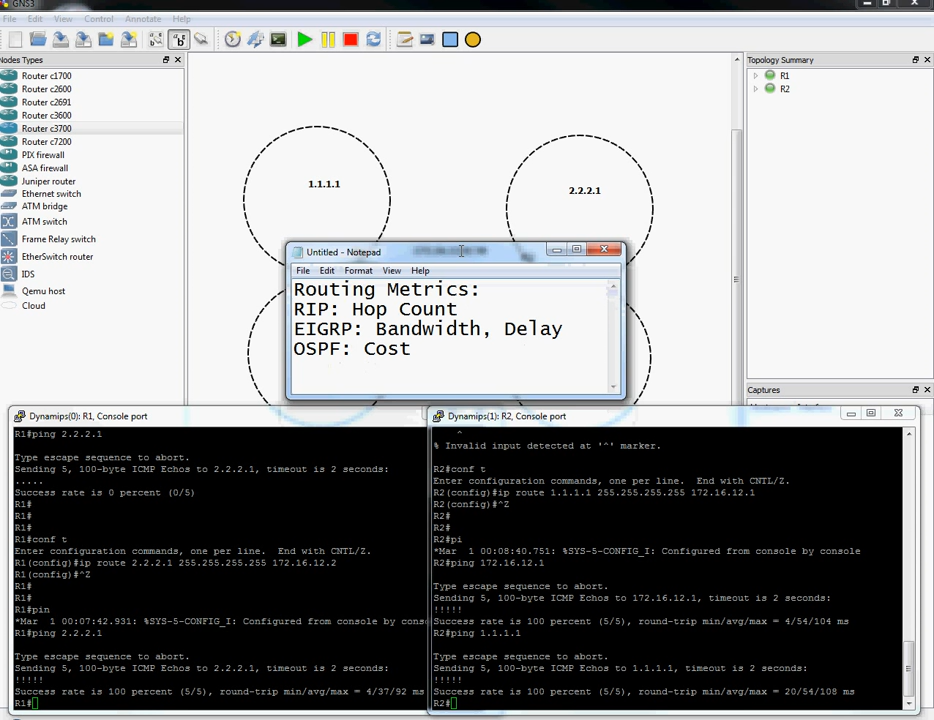 GNS3
File Edit View Control Annotate Help
Nodes Types
Router c1700
Router c2600
Router c2691
Router c3600
Router c3700
Router c7200
PIX firewall
ASA firewall
Juniper router
Ethernet switch
ATM bridge
ATM switch
Frame Relay switch
EtherSwitch router
IDS
Qemu host
Cloud
1.1.1.1
2.2.2.1
Topology Summary
R1
R2
Captures
Untitled - Notepad
File Edit Format View Help
Routing Metrics:
RIP: Hop Count
EIGRP: Bandwidth, Delay
OSPF: Cost
Dynamips(0): R1, Console port
R1#ping 2.2.2.1
Type escape sequence to abort.
Sending 5, 100-byte ICMP Echos to 2.2.2.1, timeout is 2 seconds:
.....
Success rate is 0 percent (0/5)
R1#
R1#
R1#
R1#conf t
Enter configuration commands, one per line. End with CNTL/Z.
R1(config)#ip route 2.2.2.1 255.255.255.255 172.16.12.2
R1(config)#^Z
R1#
R1#
R1#pin
*Mar 1 00:07:42.931: %SYS-5-CONFIG_I: Configured from console by cons
R1#ping 2.2.2.1
Type escape sequence to abort.
Sending 5, 100-byte ICMP Echos to 2.2.2.1, timeout is 2 seconds:
!!!!!
Success rate is 100 percent (5/5), round-trip min/avg/max = 4/37/92 ms
R1#
Dynamips(1): R2, Console port
^
% Invalid input detected at '^' marker.
R2#conf t
Enter configuration commands, one per line. End with CNTL/Z.
R2(config)#ip route 1.1.1.1 255.255.255.255 172.16.12.1
R2(config)#^Z
R2#
R2#
R2#pi
*Mar 1 00:08:40.751: %SYS-5-CONFIG_I: Configured from console by console
R2#ping 172.16.12.1
Type escape sequence to abort.
Sending 5, 100-byte ICMP Echos to 172.16.12.1, timeout is 2 seconds:
!!!!!
Success rate is 100 percent (5/5), round-trip min/avg/max = 4/54/104 ms
R2#ping 1.1.1.1
Type escape sequence to abort.
Sending 5, 100-byte ICMP Echos to 1.1.1.1, timeout is 2 seconds:
!!!!!
Success rate is 100 percent (5/5), round-trip min/avg/max = 20/54/108 ms
R2#